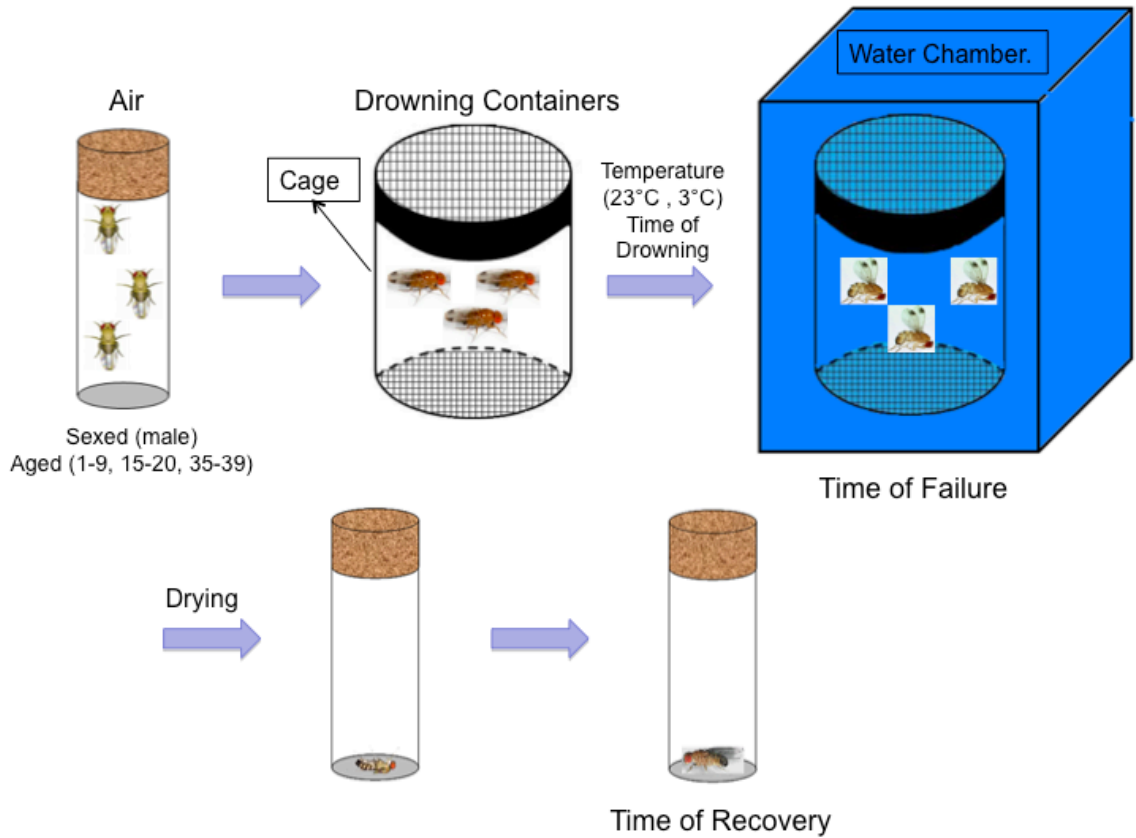 Air
Sexed (male)
Aged (1-9, 15-20, 35-39)
Drowning Containers
Cage
Temperature
(23°C , 3°C)
Time of
Drowning
Water Chamber.
Time of Failure
Drying
Time of Recovery